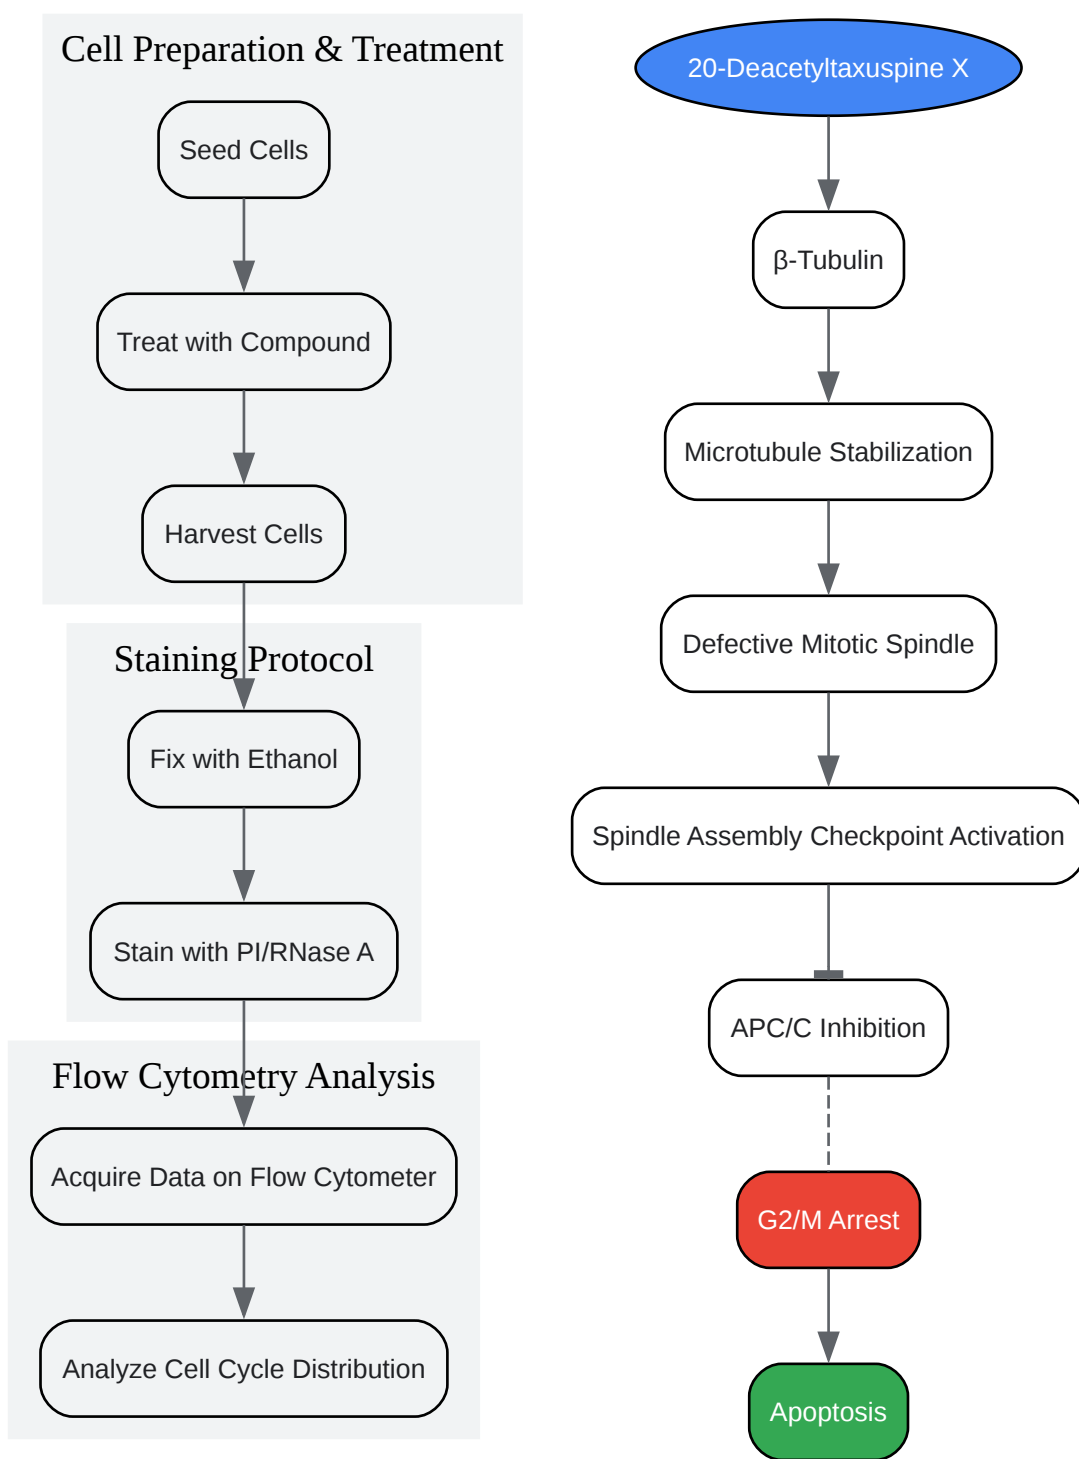 Cell Preparation & Treatment
Seed Cells
Treat with Compound
Harvest Cells
Staining Protocol
Fix with Ethanol
Stain with PI/RNase A
Flow Cytometry Analysis
Acquire Data on Flow Cytometer
Analyze Cell Cycle Distribution
20-Deacetyltaxuspine X
β-Tubulin
Microtubule Stabilization
Defective Mitotic Spindle
Spindle Assembly Checkpoint Activation
APC/C Inhibition
G2/M Arrest
Apoptosis